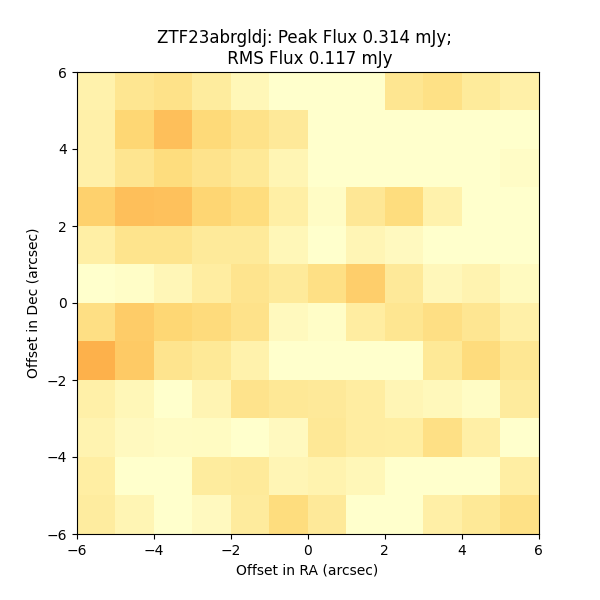 ZTF23abrgldj: Peak Flux 0.314 mJy;
RMS Flux 0.117 mJy
6
4
2
0
−2
−4
−6
Offset in Dec (arcsec)
−6 −4 −2 0 2 4 6
Offset in RA (arcsec)